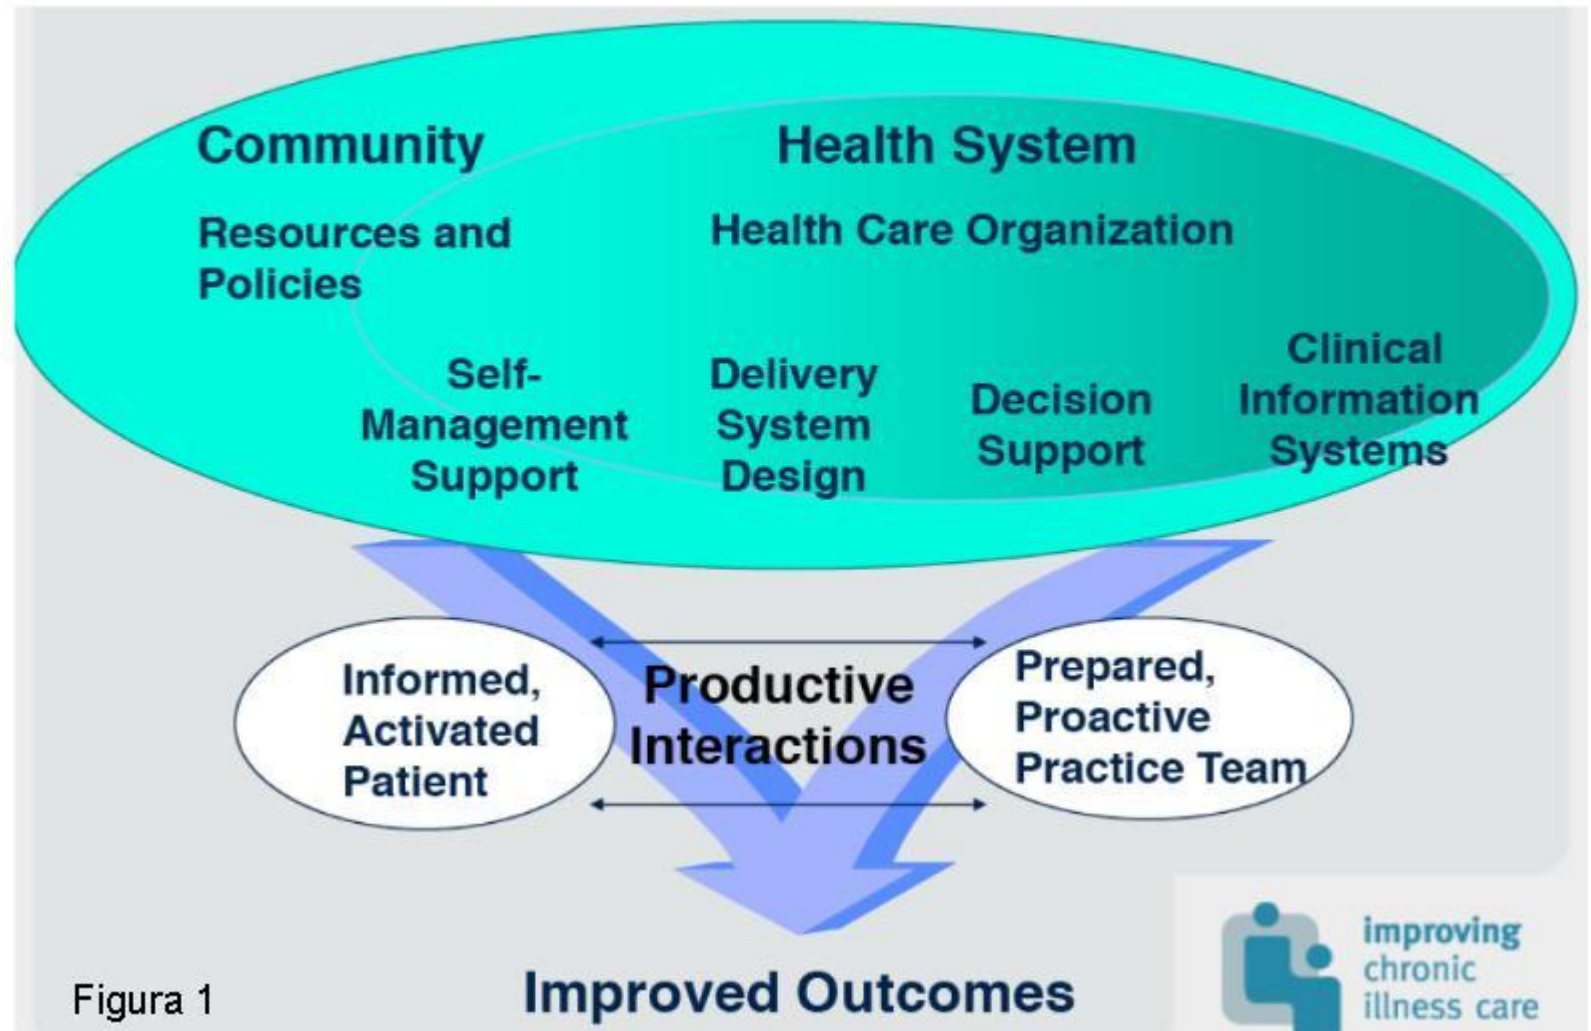 Community
Health System
Resources and
Policies
Health Care Organization
Self-
Management
Support
Delivery
System
Design
Decision
Support
Clinical
Information
Systems
Informed,
Activated
Patient
Productive
Interactions
Prepared,
Proactive
Practice Team
Improved Outcomes
Figura 1
improving
chronic
illness care